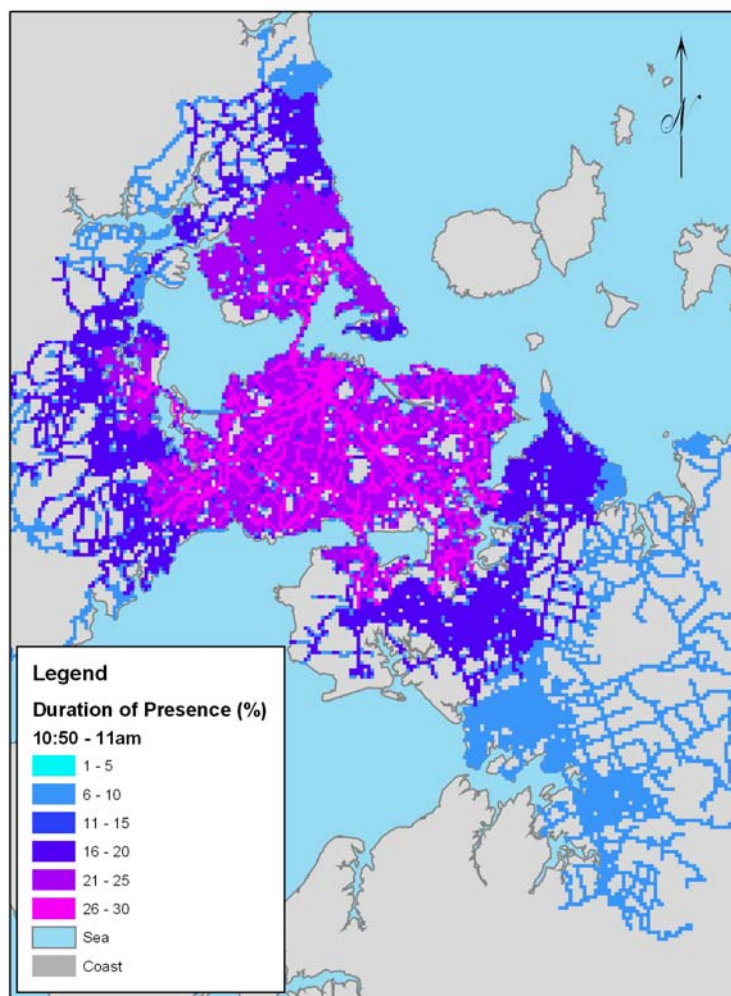 N
Legend
Duration of Presence (%)
10:50 - 11am
1 - 5
6 - 10
11 - 15
16 - 20
21 - 25
26 - 30
Sea
Coast